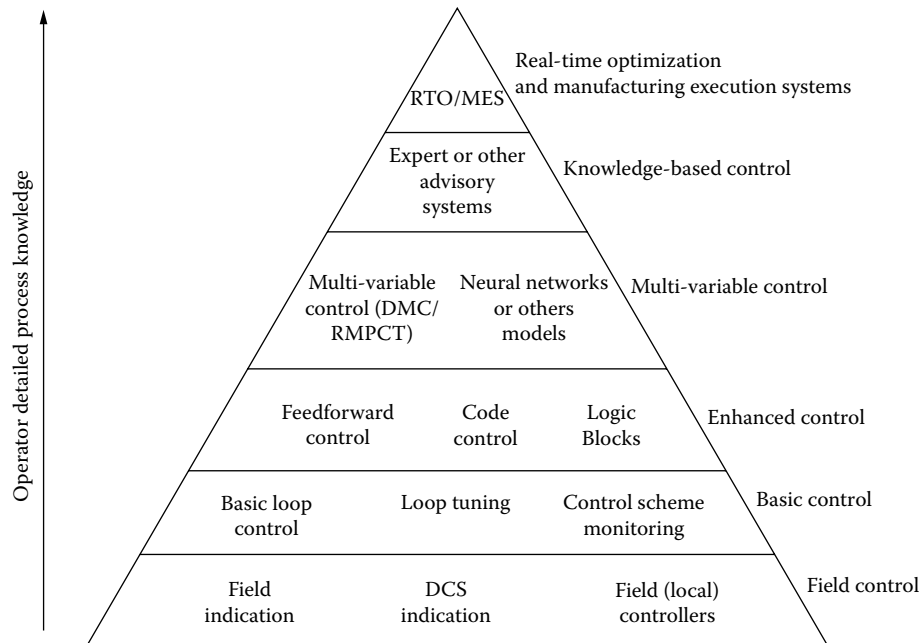 Real-time optimization
and manufacturing execution systems
RTO/MES
Expert or other
advisory
systems
Knowledge-based control
Multi-variable
control (DMC/
RMPCT)
Neural networks
or others
models
Multi-variable control
Feedforward
control
Code
control
Logic
Blocks
Enhanced control
Basic loop
control
Loop tuning
Control scheme
monitoring
Basic control
Field
indication
DCS
indication
Field (local)
controllers
Field control
Operator detailed process knowledge